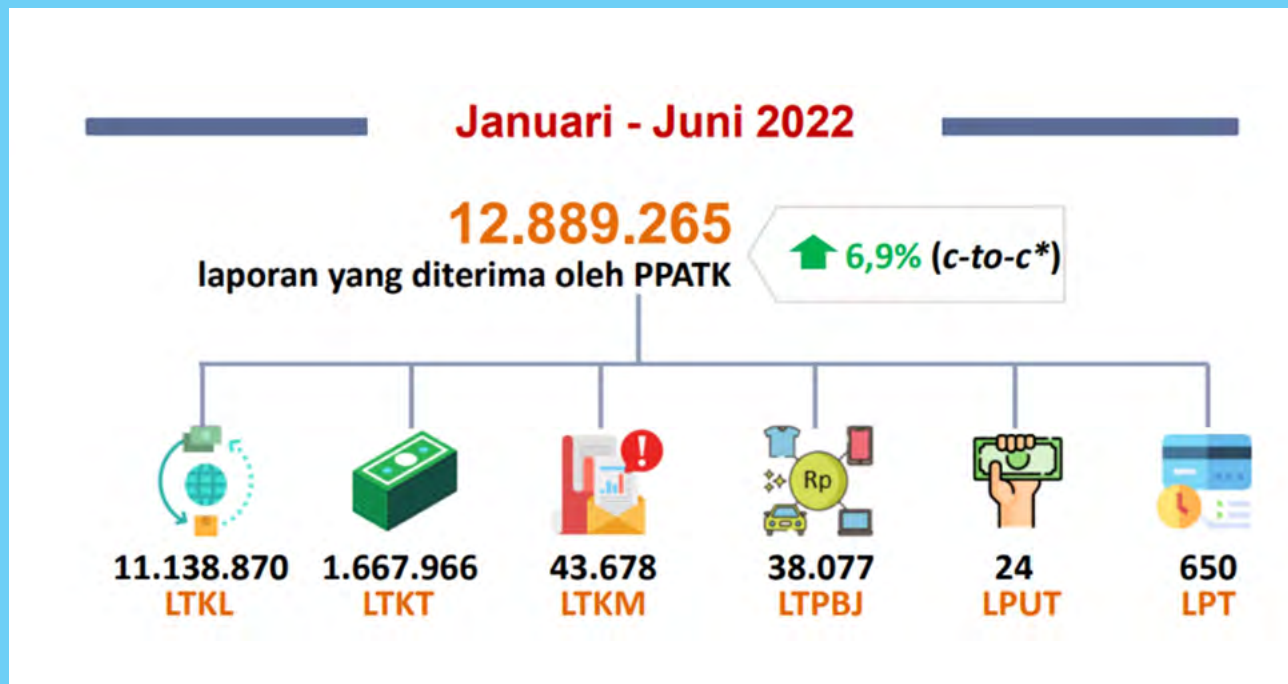 Januari - Juni 2022
12.889.265
laporan yang diterima oleh PPATK
6,9% (c-to-c*)
Rp
11.138.870
LTKL
1.667.966
LTKT
43.678
LTKM
38.077
LTPBJ
24
LPUT
650
LPT